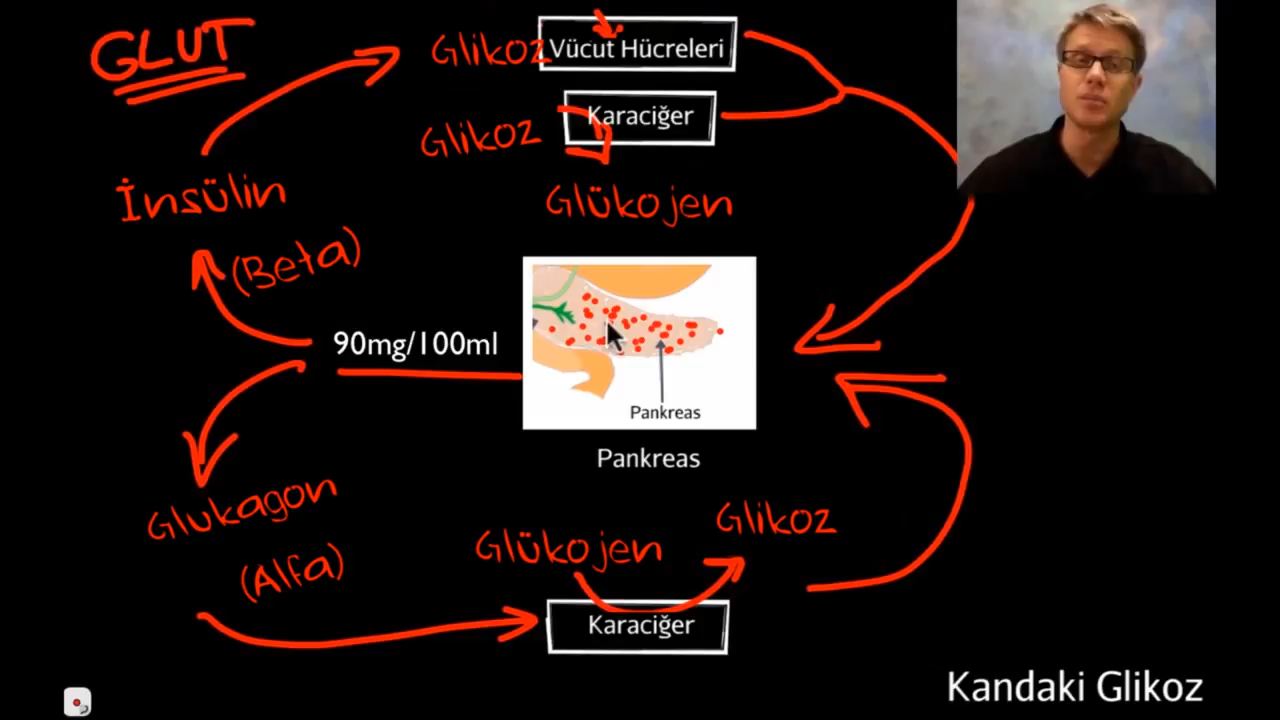 GLUT
Glikoz
Vücut Hücreleri
Karaciğer
Glikoz
İnsülin
Glükojen
(Beta)
90mg/100ml
Pankreas
Pankreas
Glukagon
(Alfa)
Glükojen
Glikoz
Karaciğer
Kandaki Glikoz